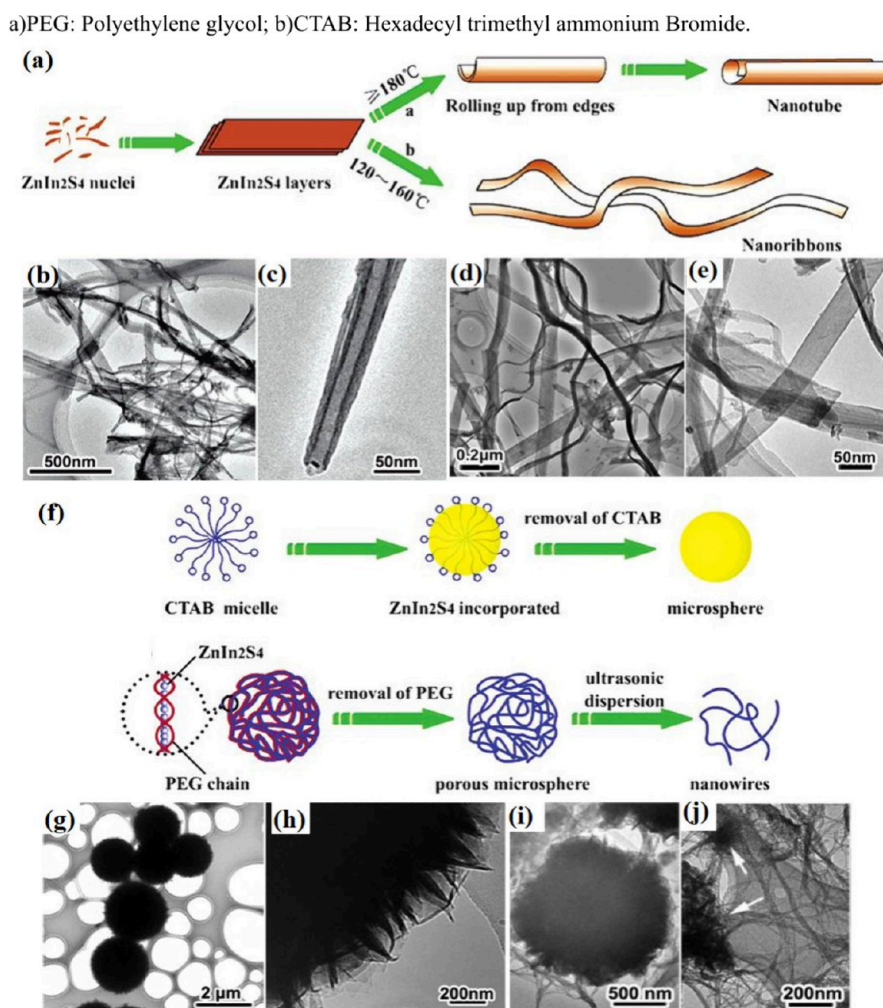 a)PEG: Polyethylene glycol; b)CTAB: Hexadecyl trimethyl ammonium Bromide.
(a)
≥180℃
a
Rolling up from edges
Nanotube
ZnIn2S4 nuclei
ZnIn2S4 layers
b
120~160℃
Nanoribbons
(b)
500nm
(c)
50nm
(d)
0.2μm
(e)
50nm
(f)
CTAB micelle
ZnIn2S4 incorporated
removal of CTAB
microsphere
ZnIn2S4
PEG chain
removal of PEG
porous microsphere
ultrasonic
dispersion
nanowires
(g)
2 μm
(h)
200nm
(i)
500 nm
(j)
200nm